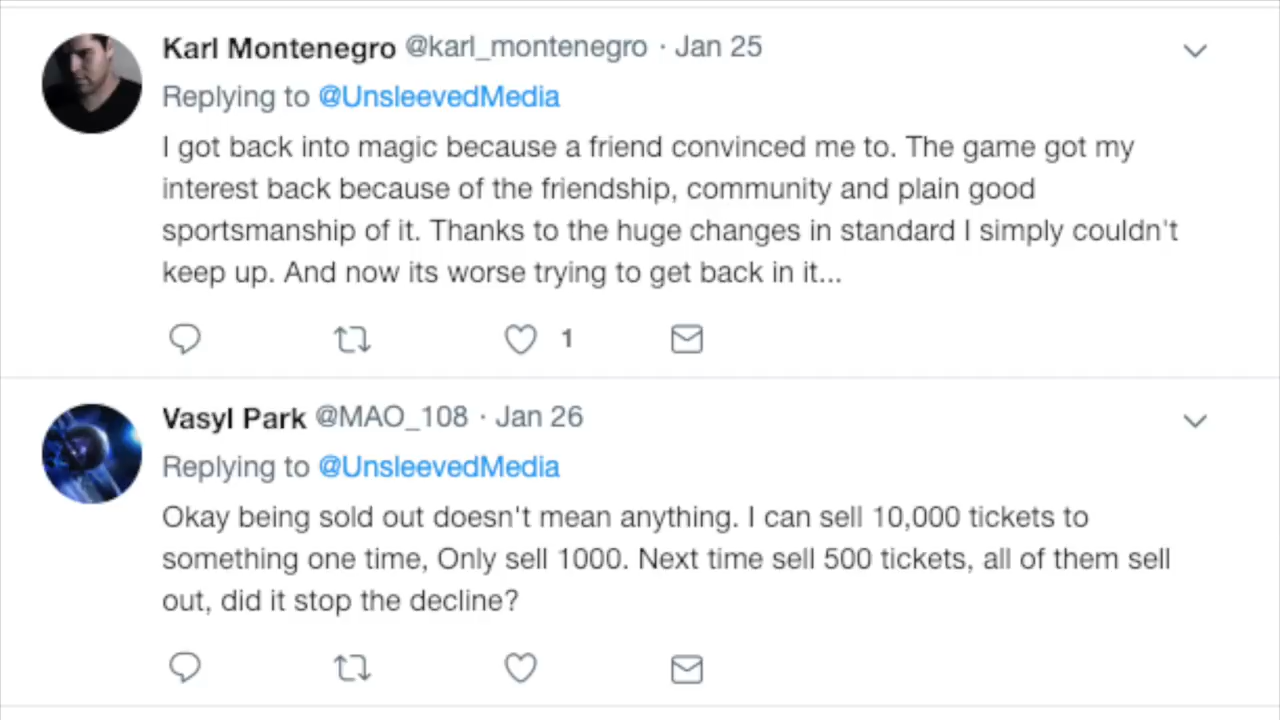 Karl Montenegro @karl_montenegro · Jan 25
Replying to @UnsleevedMedia
I got back into magic because a friend convinced me to. The game got my
interest back because of the friendship, community and plain good
sportsmanship of it. Thanks to the huge changes in standard I simply couldn't
keep up. And now its worse trying to get back in it...
1
Vasyl Park @MAO_108 · Jan 26
Replying to @UnsleevedMedia
Okay being sold out doesn't mean anything. I can sell 10,000 tickets to
something one time, Only sell 1000. Next time sell 500 tickets, all of them sell
out, did it stop the decline?